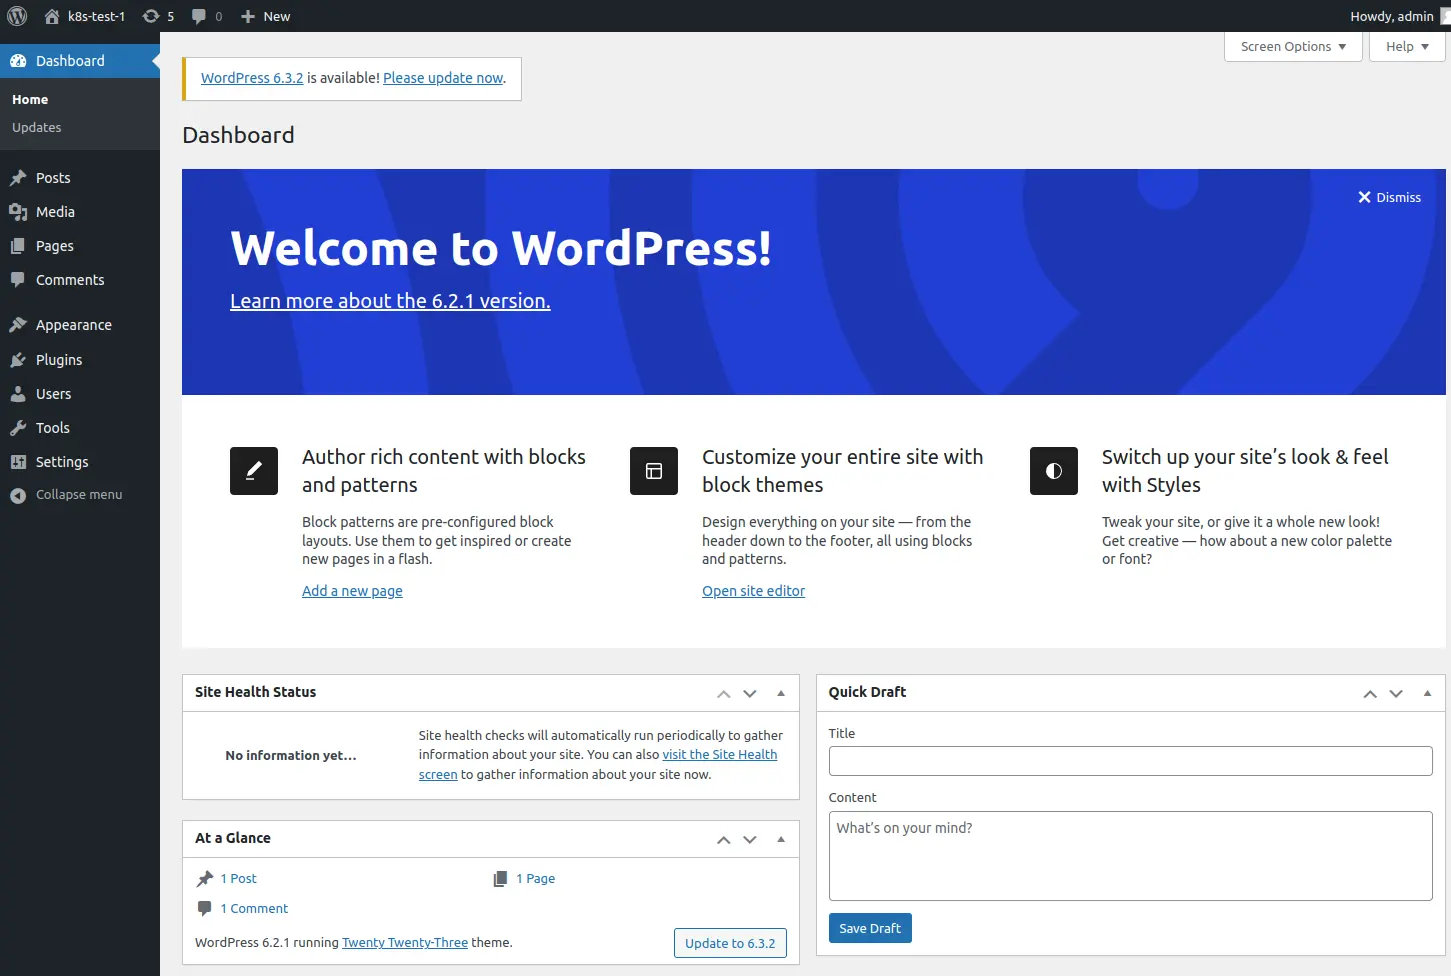 k8s-test-1 5 0 New Howdy, admin
Dashboard
Home
Updates
Posts
Media
Pages
Comments
Appearance
Plugins
Users
Tools
Settings
Collapse menu
Screen Options Help
WordPress 6.3.2 is available! Please update now.
Dashboard
Dismiss
Welcome to WordPress!
Learn more about the 6.2.1 version.
Author rich content with blocks
and patterns
Block patterns are pre-configured block
layouts. Use them to get inspired or create
new pages in a flash.
Add a new page
Customize your entire site with
block themes
Design everything on your site — from the
header down to the footer, all using blocks
and patterns.
Open site editor
Switch up your site’s look & feel
with Styles
Tweak your site, or give it a whole new look!
Get creative — how about a new color palette
or font?
Site Health Status
No information yet…
Site health checks will automatically run periodically to gather
information about your site. You can also visit the Site Health
screen to gather information about your site now.
At a Glance
1 Post
1 Page
1 Comment
WordPress 6.2.1 running Twenty Twenty-Three theme.
Update to 6.3.2
Quick Draft
Title
Content
What’s on your mind?
Save Draft